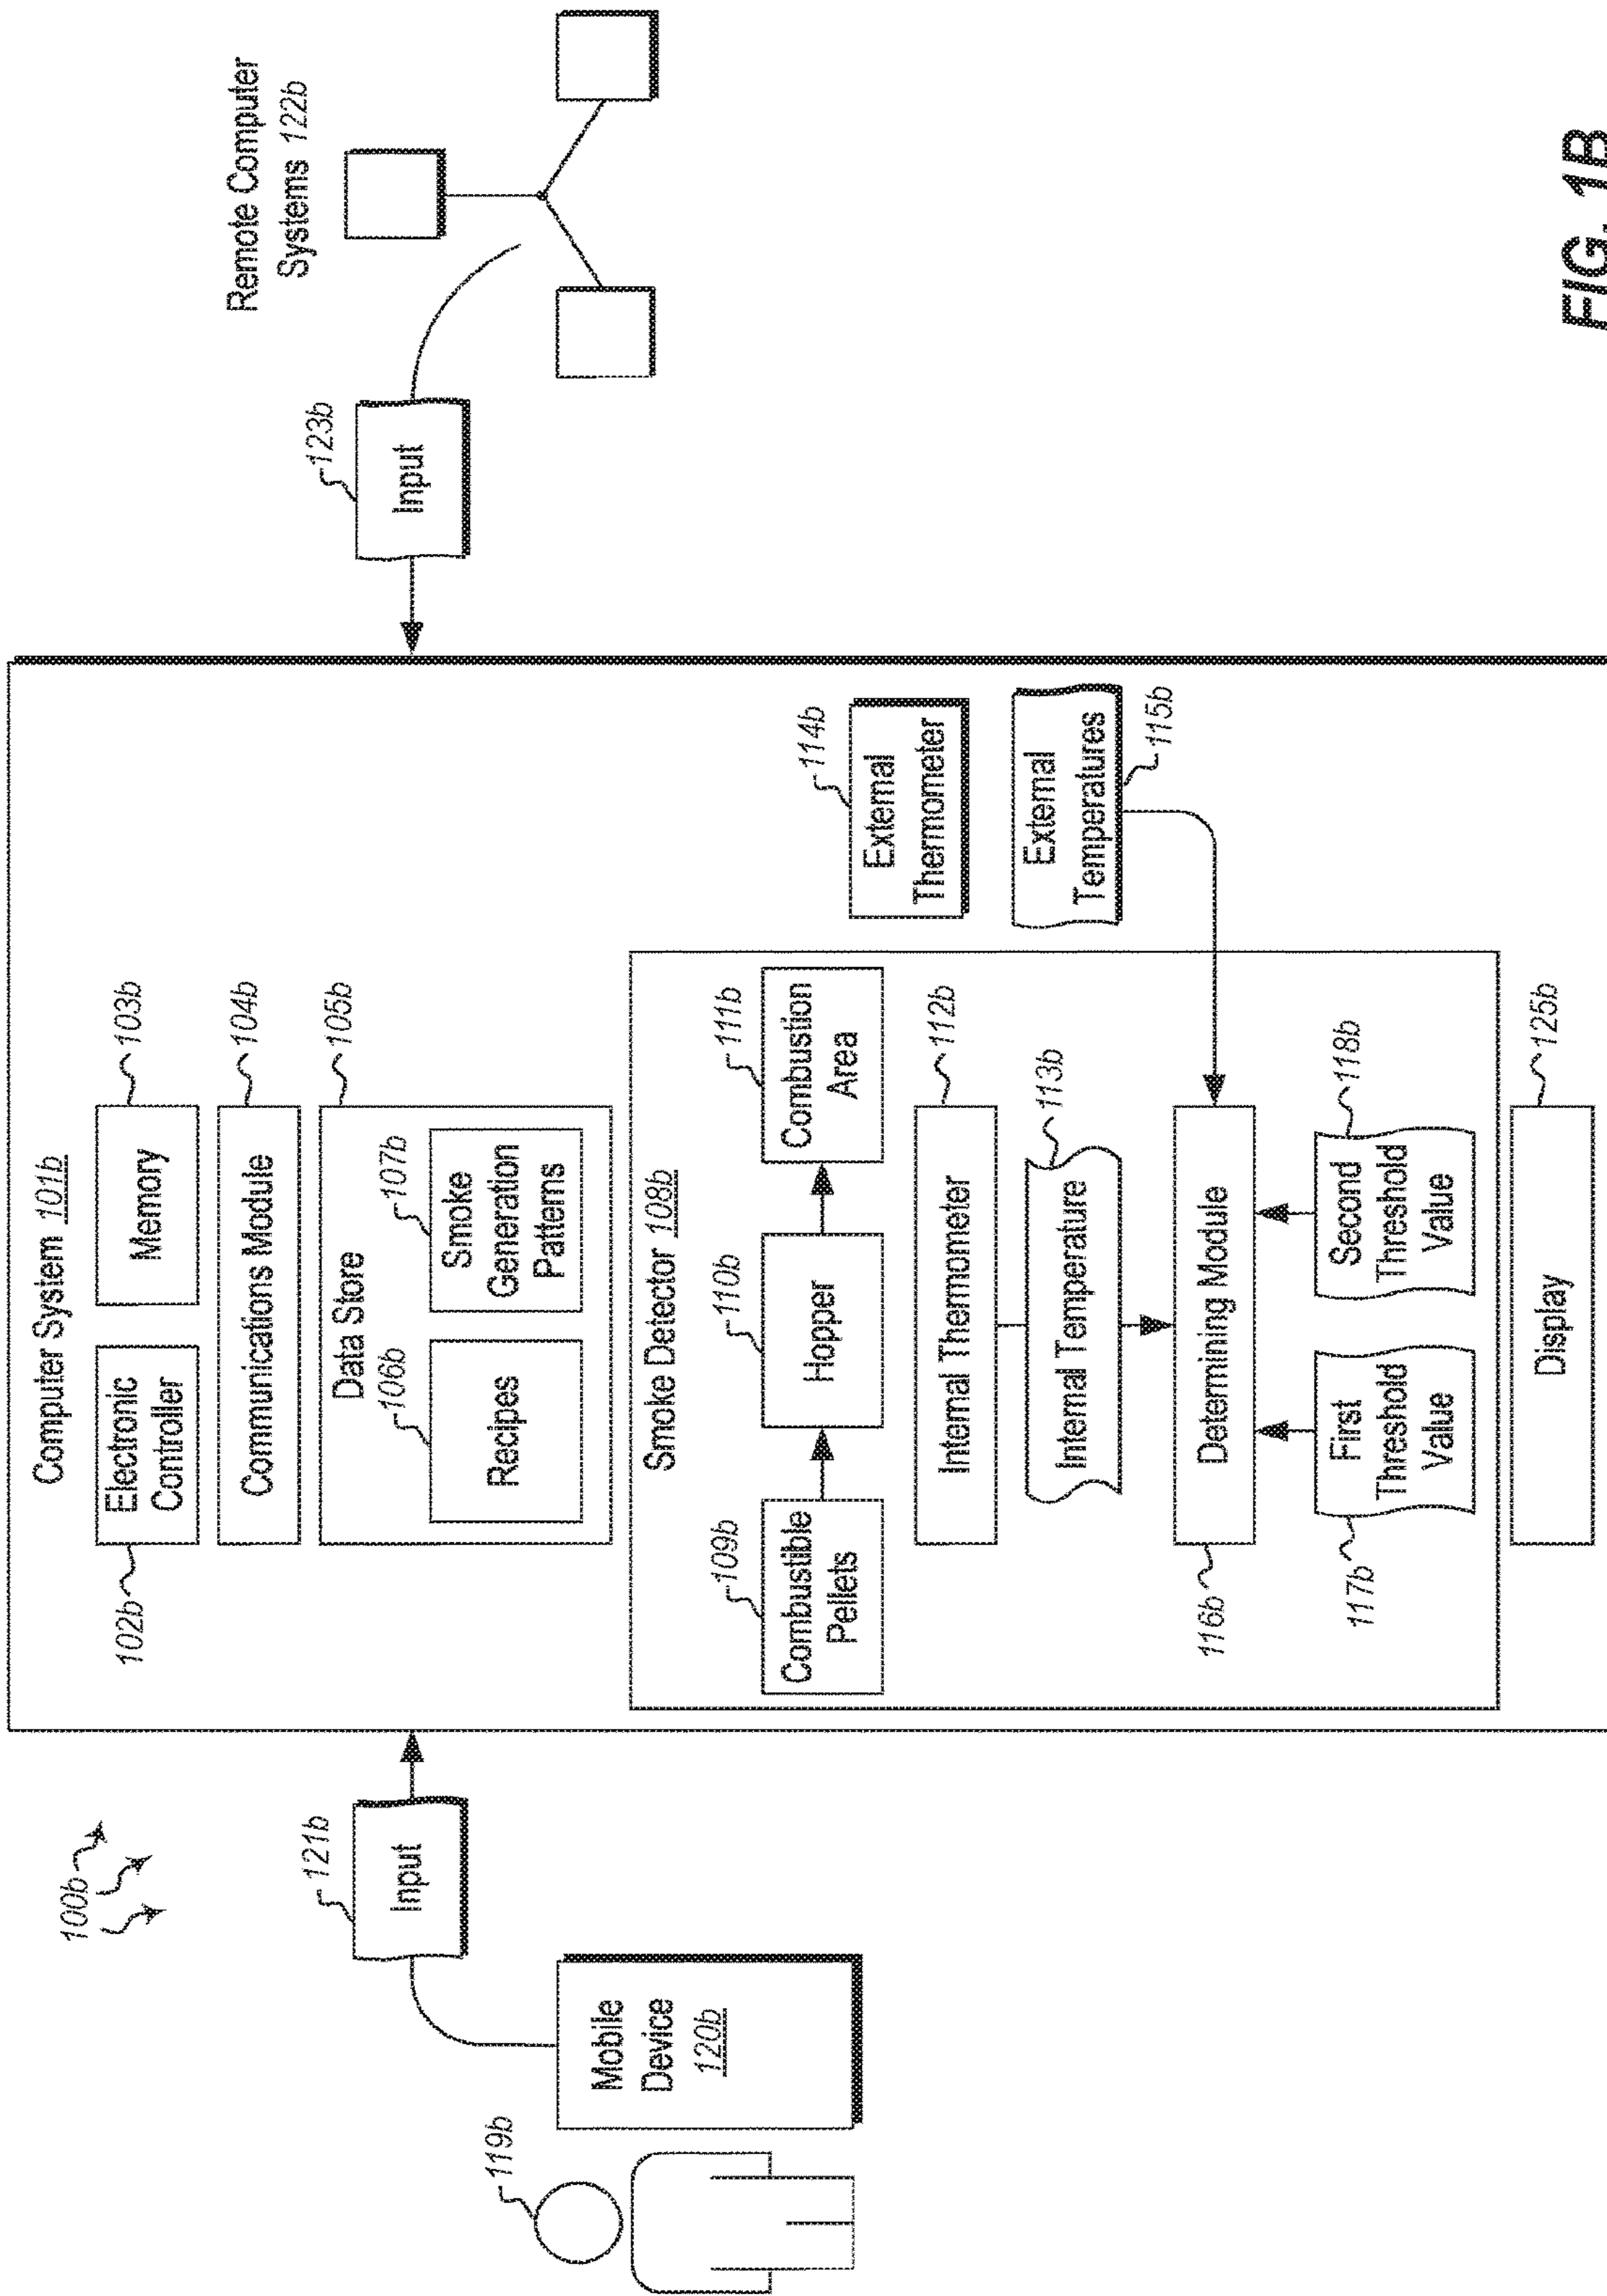 100b
Computer System 101b
Electronic
Controller
102b
Memory
103b
Communications Module
104b
Data Store
105b
106b
Recipes
107b
Smoke
Generation
Patterns
Smoke Detector 108b
109b
Combustible
Pellets
110b
Hopper
111b
Combustion
Area
Internal Thermometer
112b
Internal Temperature
113b
114b
External
Thermometer
External
Temperatures
115b
Determining Module
116b
First
Threshold
Value
117b
Second
Threshold
Value
118b
Display
125b
119b
Mobile
Device
120b
121b
Input
Remote Computer
Systems 122b
123b
Input
FIG. 1B